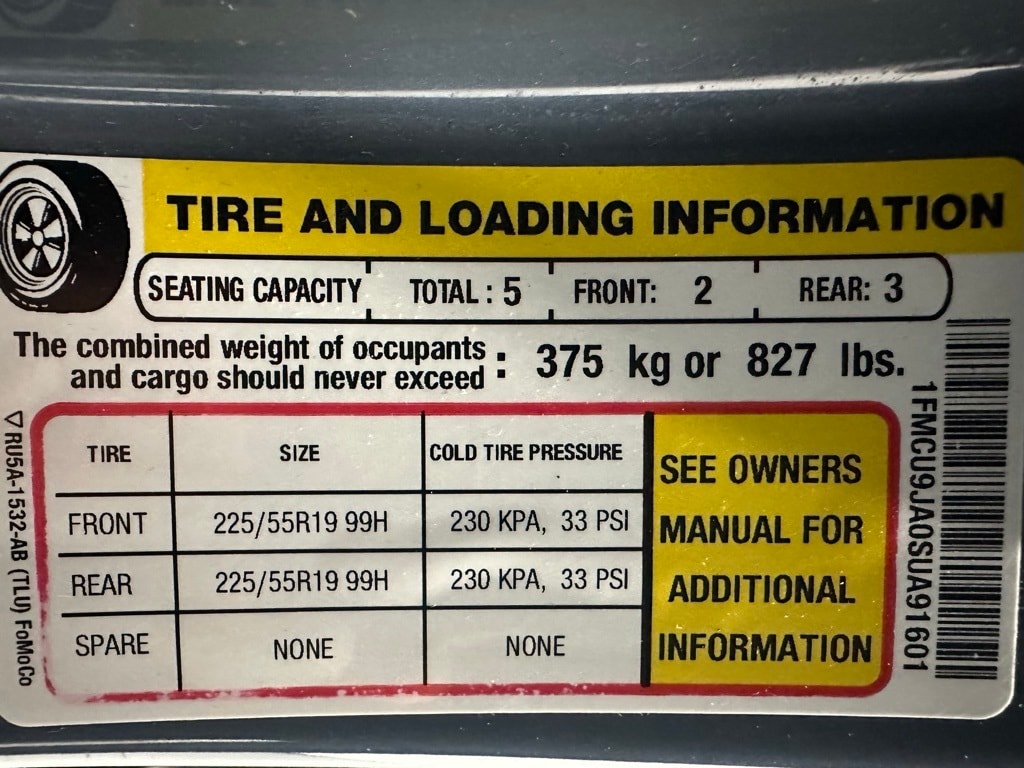 TIRE AND LOADING INFORMATION
SEATING CAPACITY TOTAL : 5 FRONT: 2 REAR: 3
The combined weight of occupants
and cargo should never exceed : 375 kg or 827 lbs.
TIRE SIZE COLD TIRE PRESSURE
FRONT 225/55R19 99H 230 KPA, 33 PSI
REAR 225/55R19 99H 230 KPA, 33 PSI
SPARE NONE NONE
SEE OWNERS
MANUAL FOR
ADDITIONAL
INFORMATION
RU5A-1532-AB (TLU) FoMoCo
1FMCU9JA0SUA91601